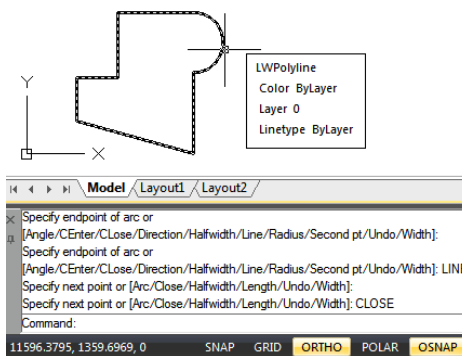 LWPolyline
Color ByLayer
Layer 0
Linetype ByLayer
Y
X
Model Layout1 Layout2
Specify endpoint of arc or
[Angle/CEnter/CLose/Direction/Halfwidth/Line/Radius/Second pt/Undo/Width]:
Specify endpoint of arc or
[Angle/CEnter/CLose/Direction/Halfwidth/Line/Radius/Second pt/Undo/Width]: LINE
Specify next point or [Arc/Close/Halfwidth/Length/Undo/Width]:
Specify next point or [Arc/Close/Halfwidth/Length/Undo/Width]: CLOSE
Command:
11596.3795, 1359.6969, 0 SNAP GRID ORTHO POLAR OSNAP